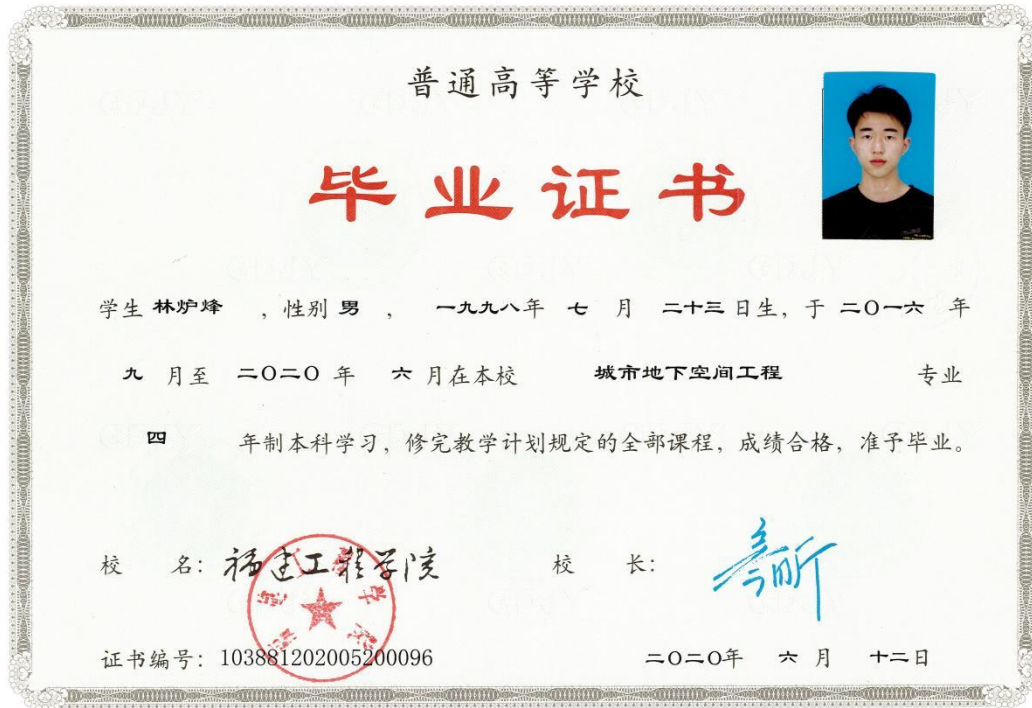 普通高等学校
毕业证书
学生 林炉烽 ，性别 男 ， 一九九八年 七 月 二十三日生，于 二〇一六 年
九 月至 二〇二〇 年 六 月在本校 城市地下空间工程 专业
四 年制本科学习，修完教学计划规定的全部课程，成绩合格，准予毕业。
校 名：福建工程学院 校 长：
证书编号：103881202005200096 二〇二〇年 六 月 十二日